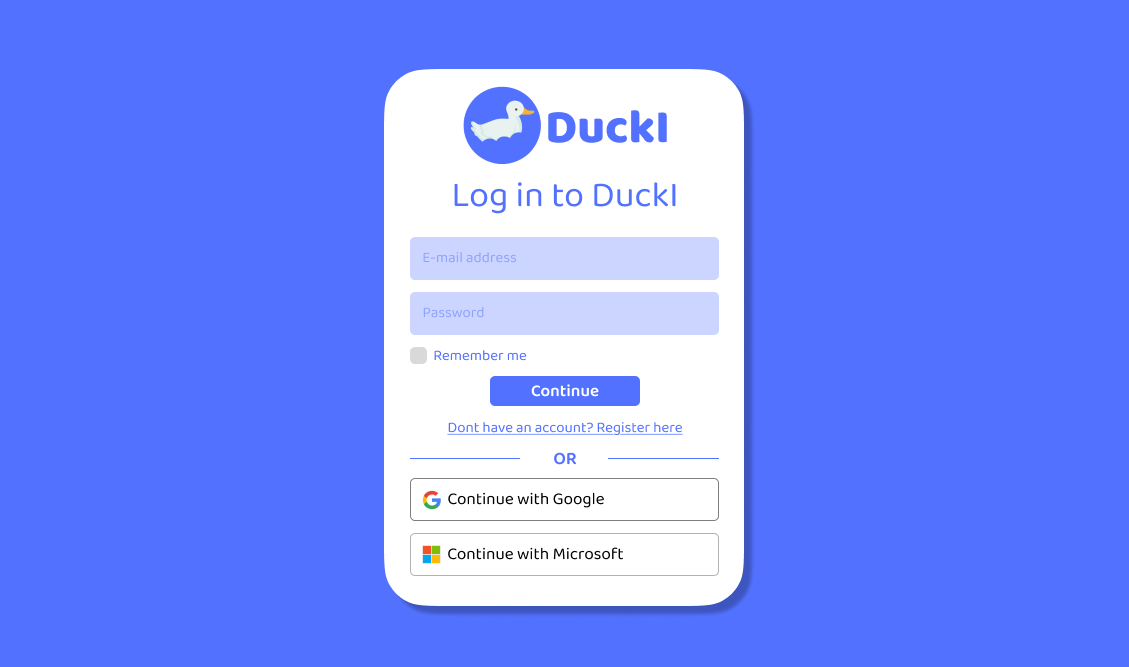 DuckI
Log in to DuckI
E-mail address
Password
Remember me
Continue
Dont have an account? Register here
OR
Continue with Google
Continue with Microsoft